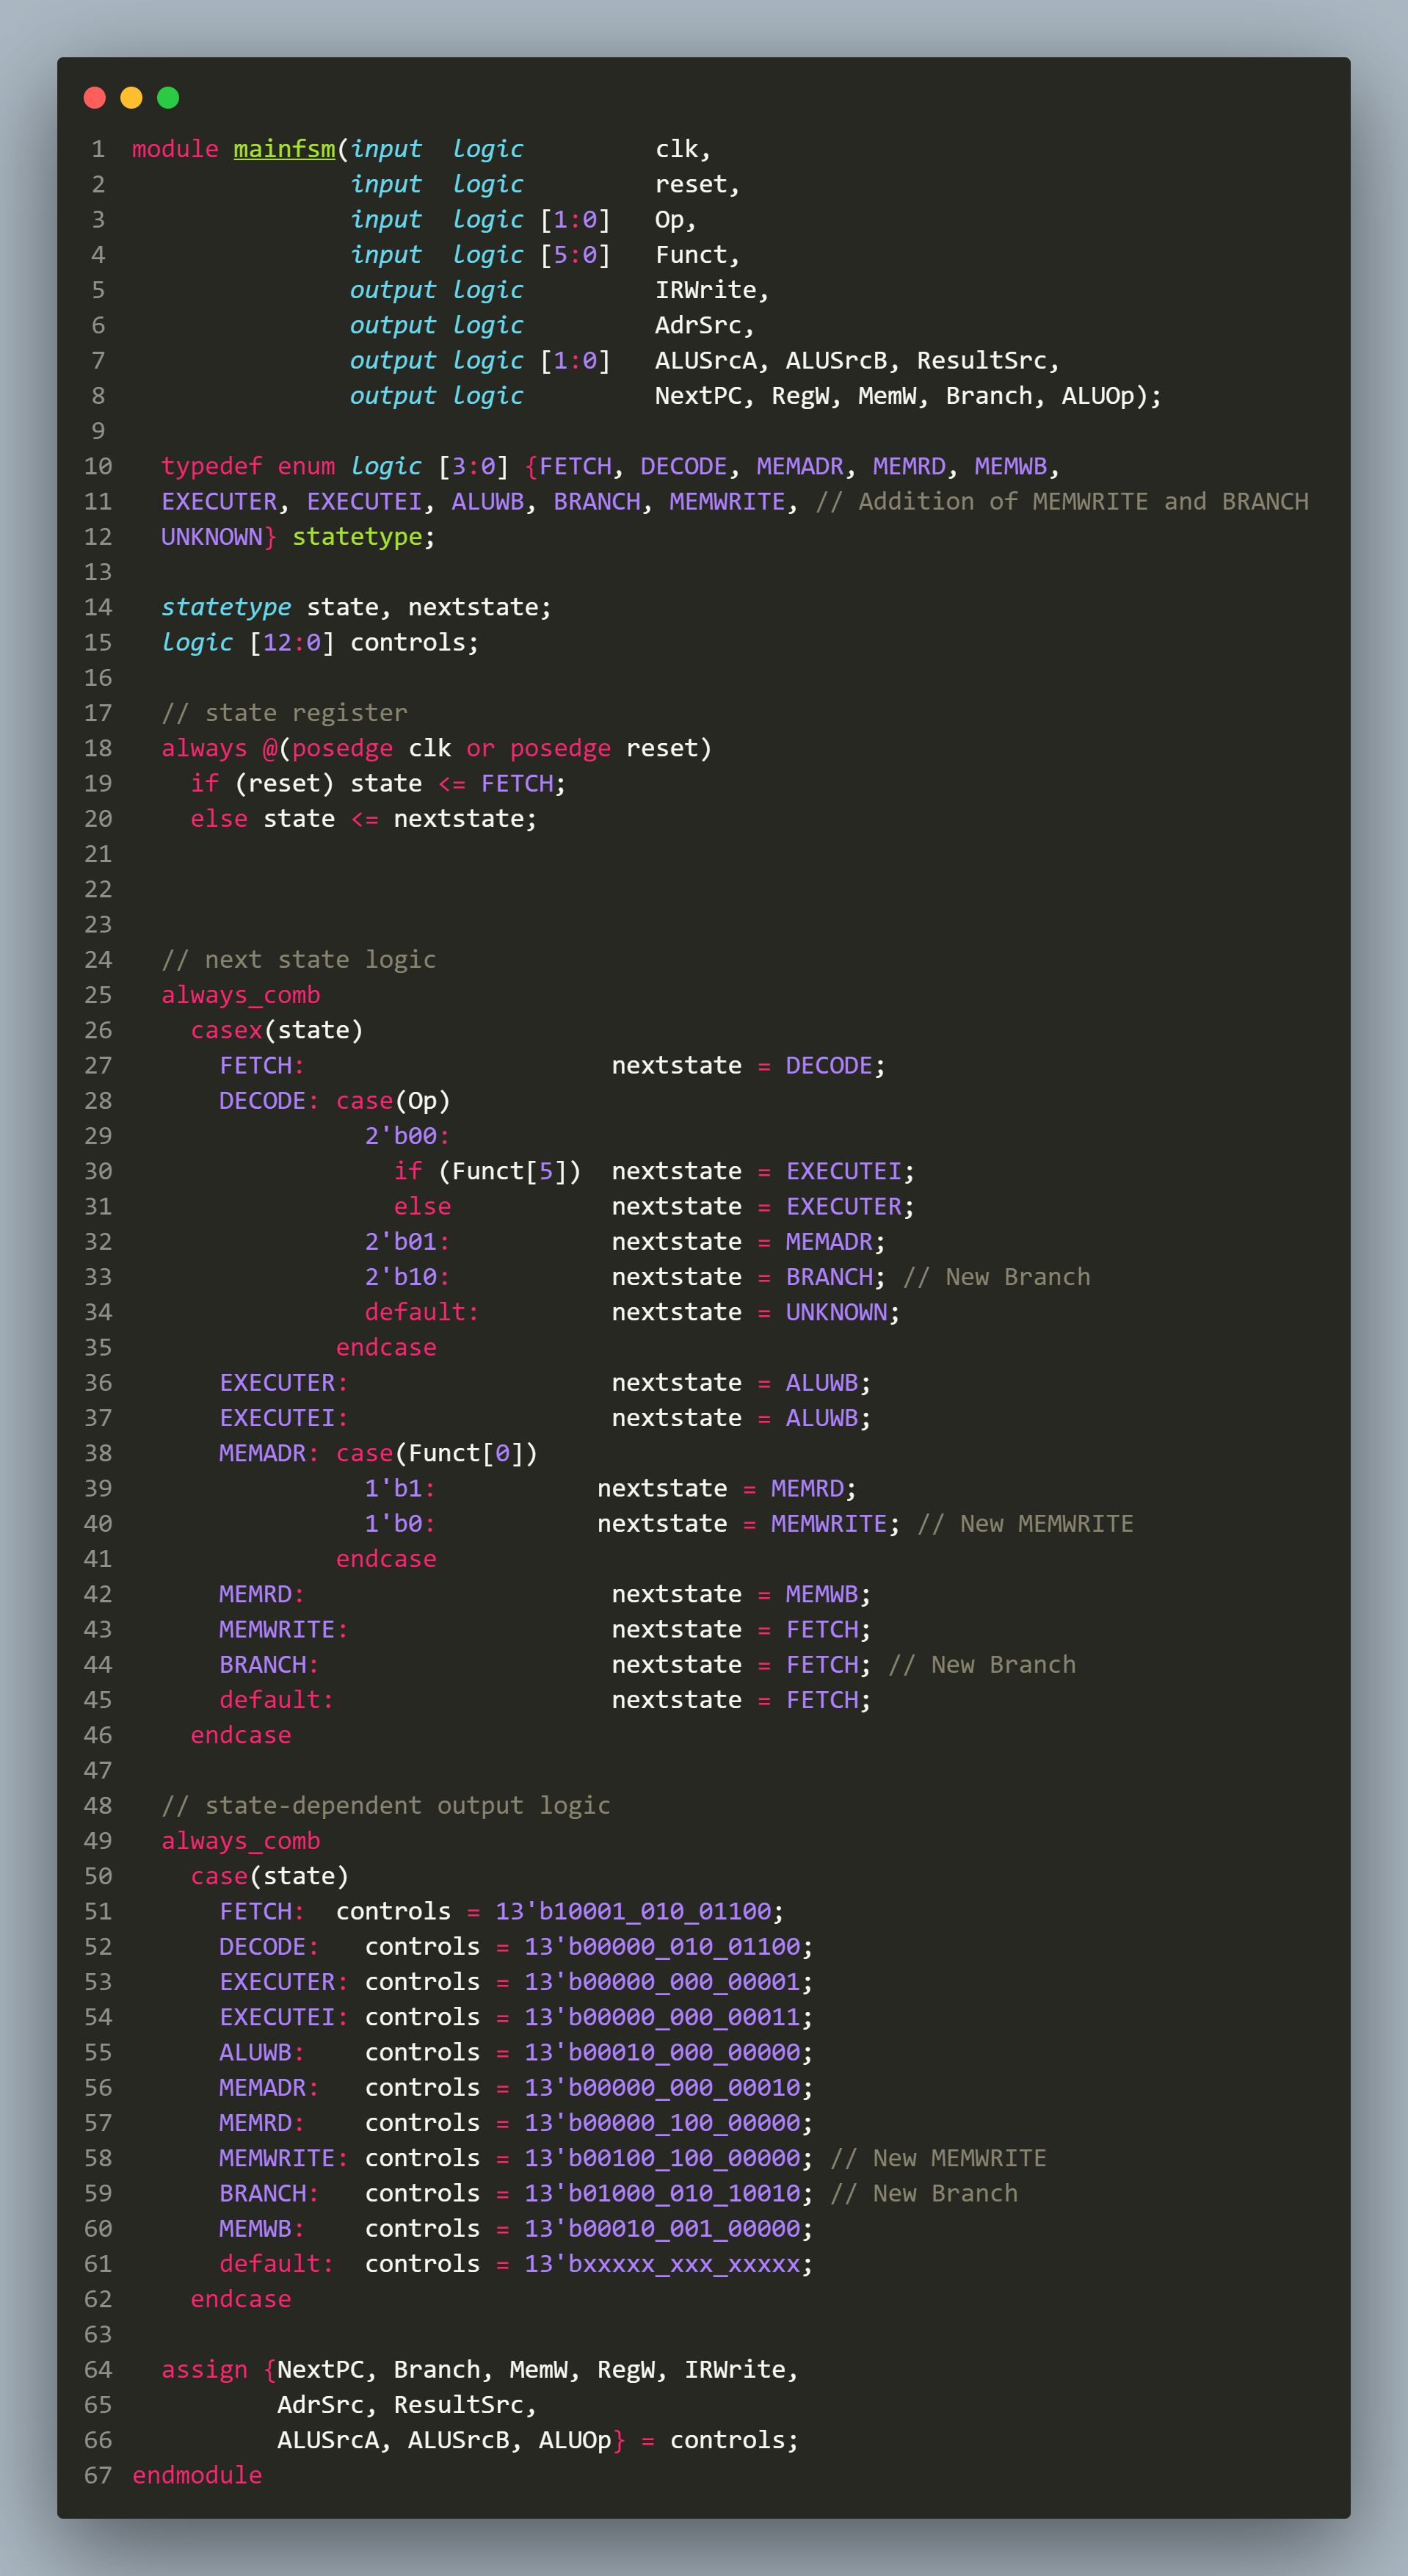 1 module mainfsm(input  logic         clk,
2                input  logic         reset,
3                input  logic [1:0]   Op,
4                input  logic [5:0]   Funct,
5                output logic         IRWrite,
6                output logic         AdrSrc,
7                output logic [1:0]   ALUSrcA, ALUSrcB, ResultSrc,
8                output logic         NextPC, RegW, MemW, Branch, ALUOp);
9
10   typedef enum logic [3:0] {FETCH, DECODE, MEMADR, MEMRD, MEMWB,
11   EXECUTER, EXECUTEI, ALUWB, BRANCH, MEMWRITE, // Addition of MEMWRITE and BRANCH
12   UNKNOWN} statetype;
13
14   statetype state, nextstate;
15   logic [12:0] controls;
16
17   // state register
18   always @(posedge clk or posedge reset)
19     if (reset) state <= FETCH;
20     else state <= nextstate;
21
22
23
24   // next state logic
25   always_comb
26     casex(state)
27       FETCH:                     nextstate = DECODE;
28       DECODE: case(Op)
29                 2'b00:
30                   if (Funct[5])  nextstate = EXECUTEI;
31                   else           nextstate = EXECUTER;
32                 2'b01:           nextstate = MEMADR;
33                 2'b10:           nextstate = BRANCH; // New Branch
34                 default:         nextstate = UNKNOWN;
35               endcase
36       EXECUTER:                  nextstate = ALUWB;
37       EXECUTEI:                  nextstate = ALUWB;
38       MEMADR: case(Funct[0])
39                 1'b1:           nextstate = MEMRD;
40                 1'b0:           nextstate = MEMWRITE; // New MEMWRITE
41               endcase
42       MEMRD:                     nextstate = MEMWB;
43       MEMWRITE:                  nextstate = FETCH;
44       BRANCH:                    nextstate = FETCH; // New Branch
45       default:                   nextstate = FETCH;
46     endcase
47
48   // state-dependent output logic
49   always_comb
50     case(state)
51       FETCH:  controls = 13'b10001_010_01100;
52       DECODE:   controls = 13'b00000_010_01100;
53       EXECUTER: controls = 13'b00000_000_00001;
54       EXECUTEI: controls = 13'b00000_000_00011;
55       ALUWB:    controls = 13'b00010_000_00000;
56       MEMADR:   controls = 13'b00000_000_00010;
57       MEMRD:    controls = 13'b00000_100_00000;
58       MEMWRITE: controls = 13'b00100_100_00000; // New MEMWRITE
59       BRANCH:   controls = 13'b01000_010_10010; // New Branch
60       MEMWB:    controls = 13'b00010_001_00000;
61       default:  controls = 13'bxxxxx_xxx_xxxxx;
62     endcase
63
64   assign {NextPC, Branch, MemW, RegW, IRWrite,
65           AdrSrc, ResultSrc,
66           ALUSrcA, ALUSrcB, ALUOp} = controls;
67 endmodule